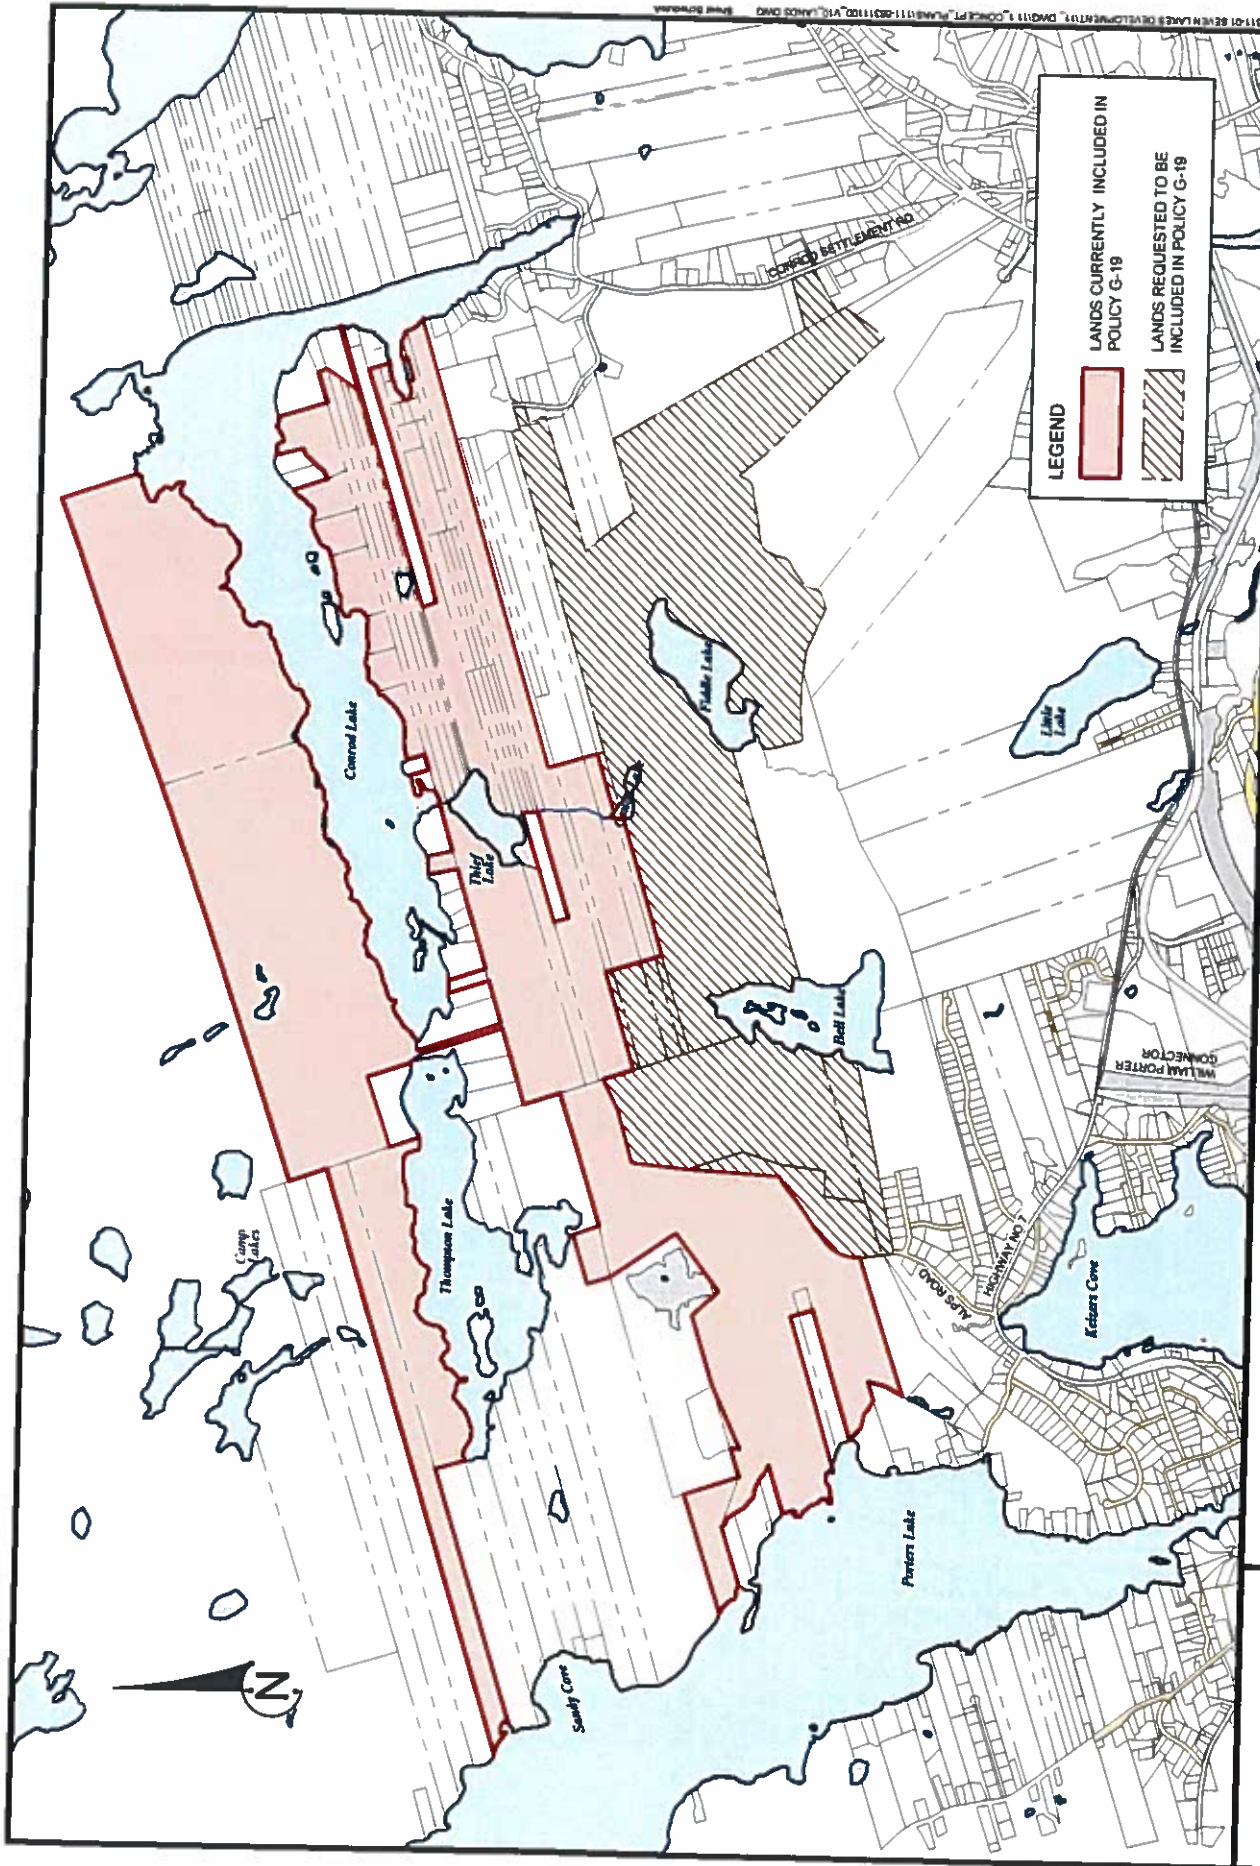 N
Camp
Lakes
Conrod Lake
Thompson Lake
Thief
Lake
Sandy Cove
Fiddle Lake
Bell Lake
Porters Lake
Little
Lake
Keizers Cove
CONROD SETTLEMENT RD
ALPS ROAD
HIGHWAY NO 7
WILLIAM PORTER
CONNECTOR
LEGEND
LANDS CURRENTLY INCLUDED IN
POLICY G-19
LANDS REQUESTED TO BE
INCLUDED IN POLICY G-19